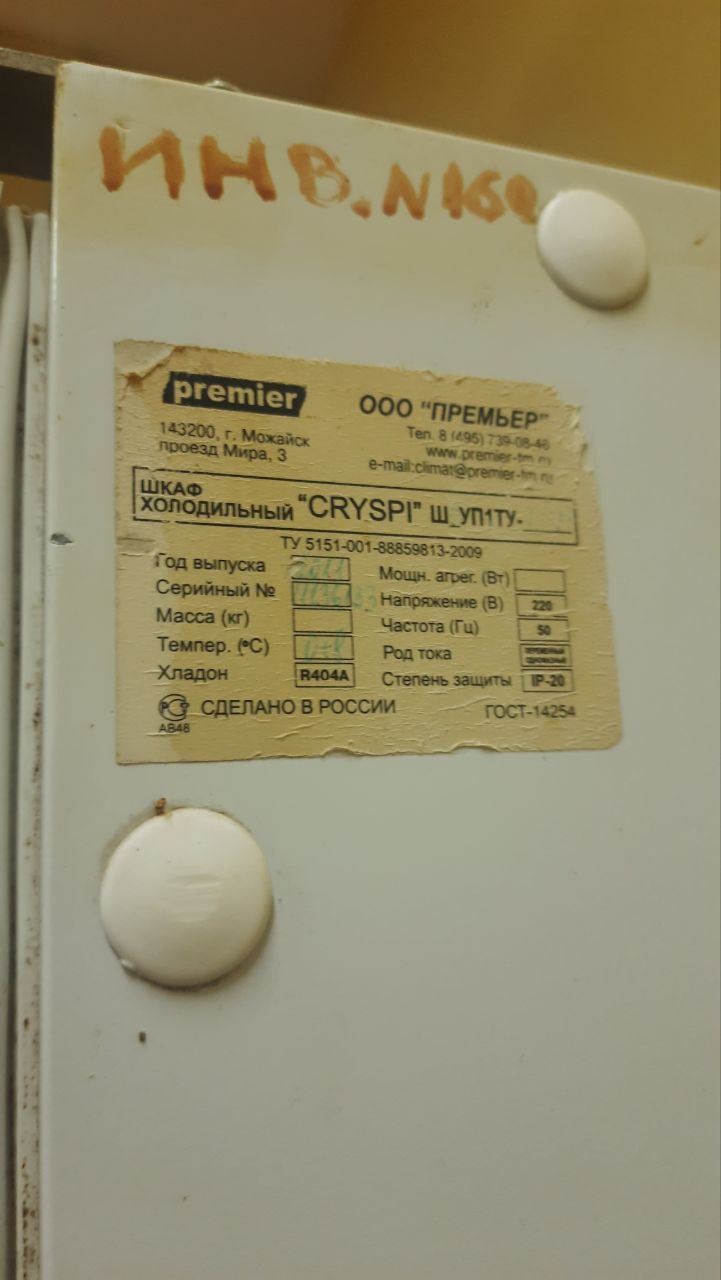 ИНВ. N
premier
ООО "ПРЕМЬЕР"
143200, г. Можайск
проезд Мира, 3
Тел. 8 (495) 739-08-46
www.premier-tm.ru
e-mail:climat@premier-tm.ru
ШКАФ
ХОЛОДИЛЬНЫЙ "CRYSPI" Ш_УП1ТУ-
ТУ 5151-001-88859813-2009
Год выпуска 2011
Серийный №
Масса (кг)
Темпер. (°С)
Хладон R404A
Мощн. агрег. (Вт)
Напряжение (В) 220
Частота (Гц) 50
Род тока
Степень защиты IP-20
СДЕЛАНО В РОССИИ
АВ48
ГОСТ-14254